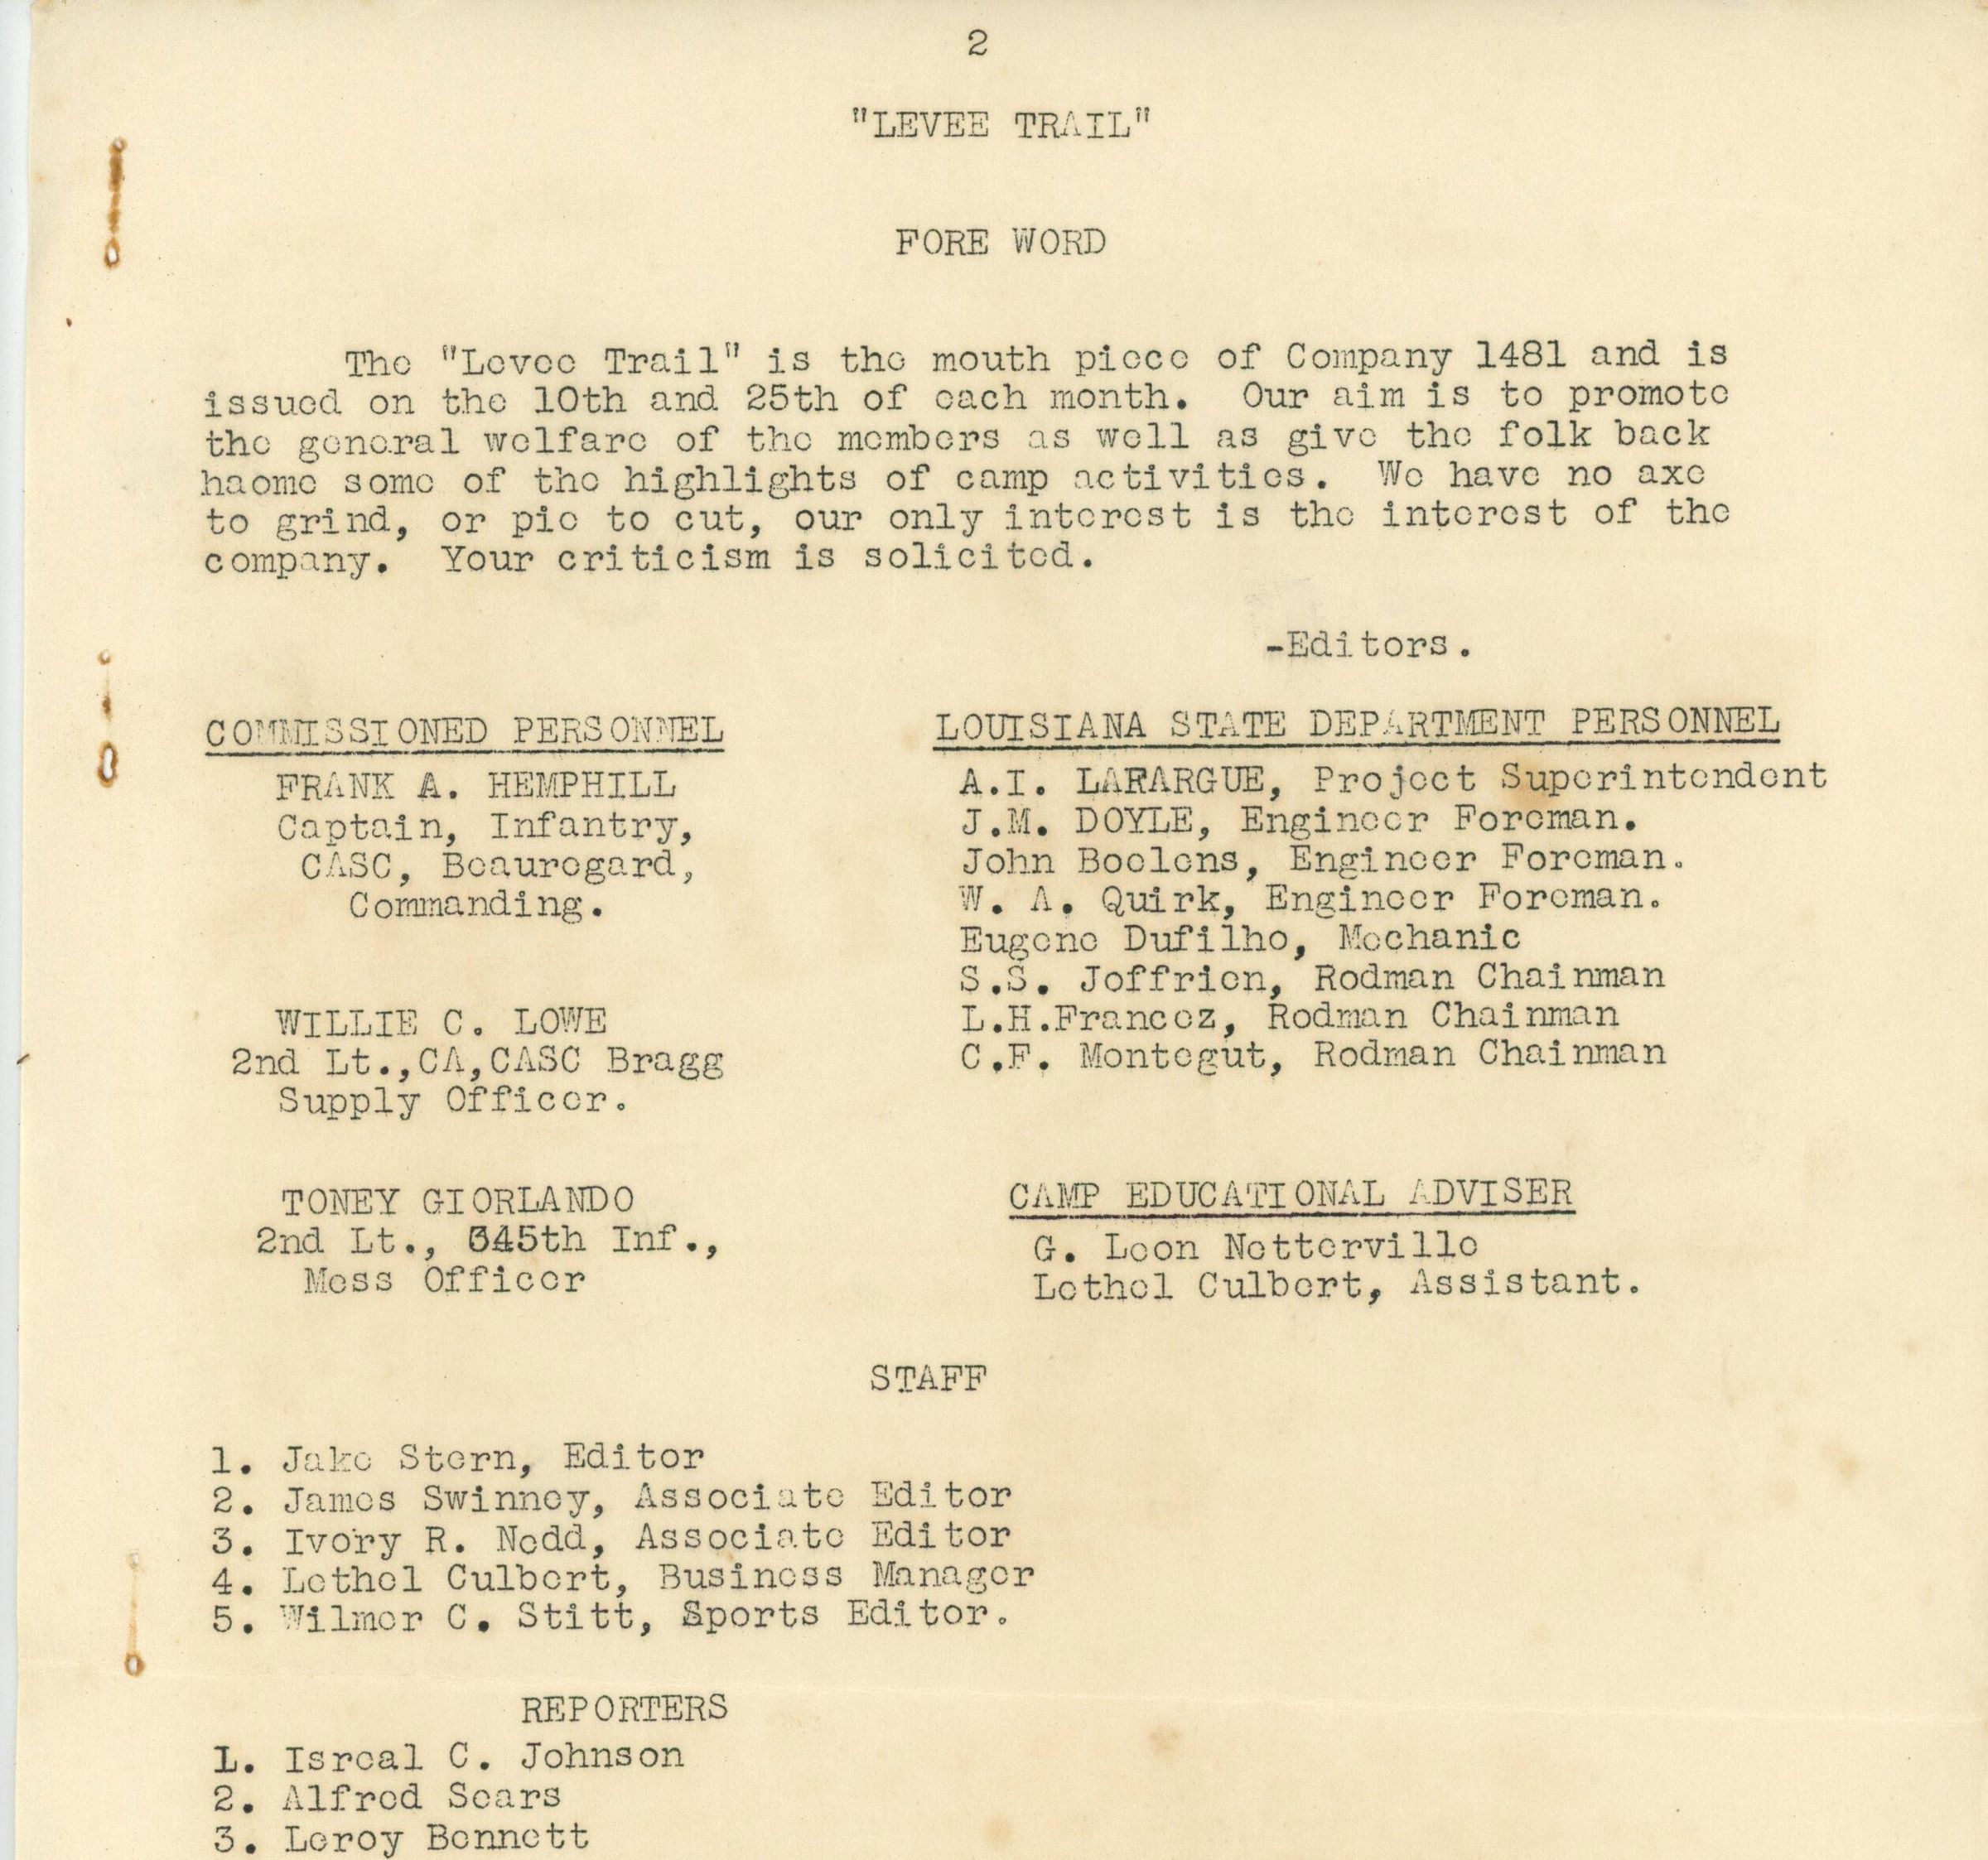 2
"LEVEE TRAIL"
FORE WORD
The "Levee Trail" is the mouth piece of Company 1481 and is
issued on the 10th and 25th of each month. Our aim is to promote
the general welfare of the members as well as give the folk back
haome some of the highlights of camp activities. We have no axe
to grind, or pie to cut, our only interest is the interest of the
company. Your criticism is solicited.
-Editors.
COMMISSIONED PERSONNEL
FRANK A. HEMPHILL
Captain, Infantry,
CASC, Beauregard,
Commanding.
WILLIE C. LOWE
2nd Lt.,CA,CASC Bragg
Supply Officer.
TONEY GIORLANDO
2nd Lt., 345th Inf.,
Mess Officer
LOUISIANA STATE DEPARTMENT PERSONNEL
A.I. LAFARGUE, Project Superintendent
J.M. DOYLE, Engineer Foreman.
John Boelens, Engineer Foreman.
W. A. Quirk, Engineer Foreman.
Eugene Dufilho, Mechanic
S.S. Joffrion, Rodman Chainman
L.H.Francez, Rodman Chainman
C.F. Montegut, Rodman Chainman
CAMP EDUCATIONAL ADVISER
G. Leon Netterville
Lethel Culbert, Assistant.
STAFF
1. Jake Stern, Editor
2. James Swinney, Associate Editor
3. Ivory R. Nedd, Associate Editor
4. Lethel Culbert, Business Manager
5. Wilmer C. Stitt, Sports Editor.
REPORTERS
1. Isreal C. Johnson
2. Alfred Sears
3. Leroy Bennett